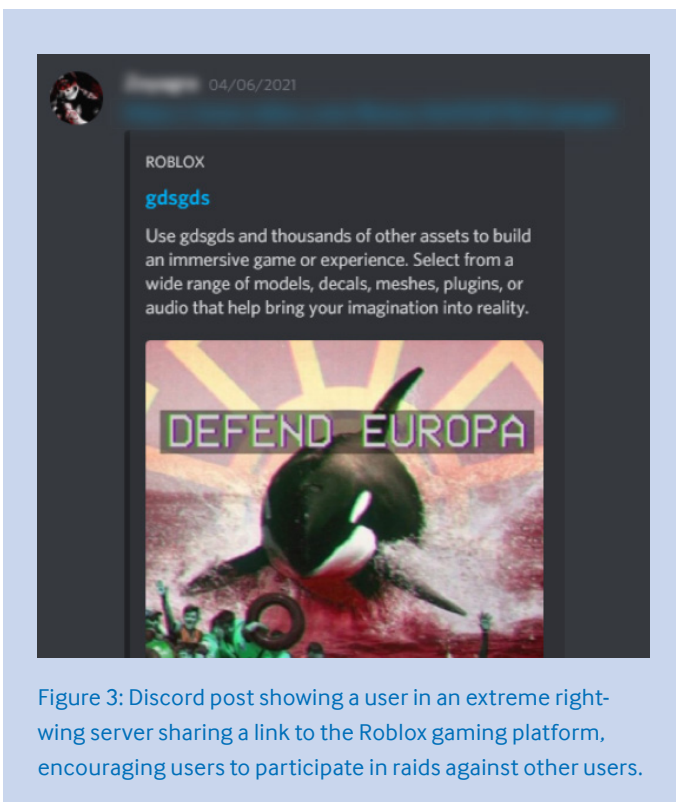 04/06/2021
ROBLOX
gdsgds
Use gdsgds and thousands of other assets to build
an immersive game or experience. Select from a
wide range of models, decals, meshes, plugins, or
audio that help bring your imagination into reality.
DEFEND EUROPA
Figure 3: Discord post showing a user in an extreme right-
wing server sharing a link to the Roblox gaming platform,
encouraging users to participate in raids against other users.